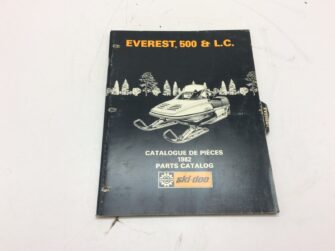 EVEREST, 500 & L.C.
CATALOGUE DE PIÈCES
1982
PARTS CATALOG
ski-doo